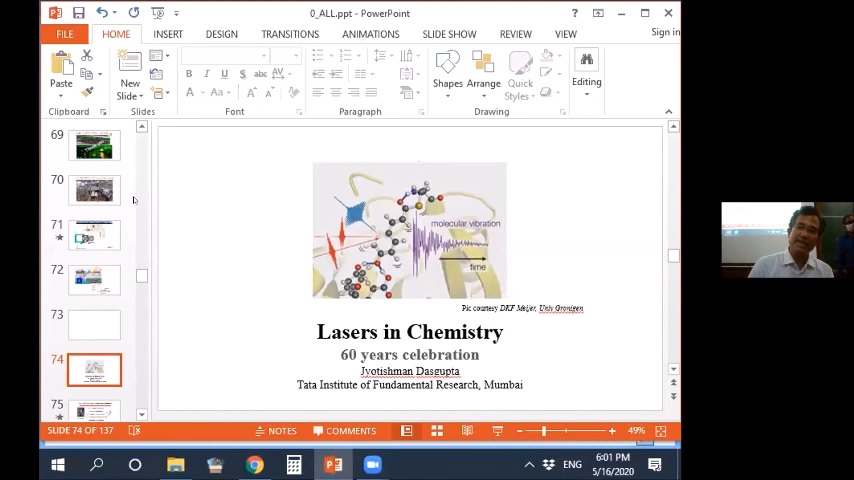 0_ALL.ppt - PowerPoint
FILE HOME INSERT DESIGN TRANSITIONS ANIMATIONS SLIDE SHOW REVIEW VIEW Sign in
Paste
New
Slide
Shapes Arrange Quick
Styles
Editing
Clipboard Slides Font Paragraph Drawing
69
70
71
72
73
74
75
molecular vibration
time
Pic courtesy DKF Meijer, Univ Gronigen
Lasers in Chemistry
60 years celebration
Jyotishman Dasgupta
Tata Institute of Fundamental Research, Mumbai
SLIDE 74 OF 137 NOTES COMMENTS 49%
ENG
6:01 PM
5/16/2020